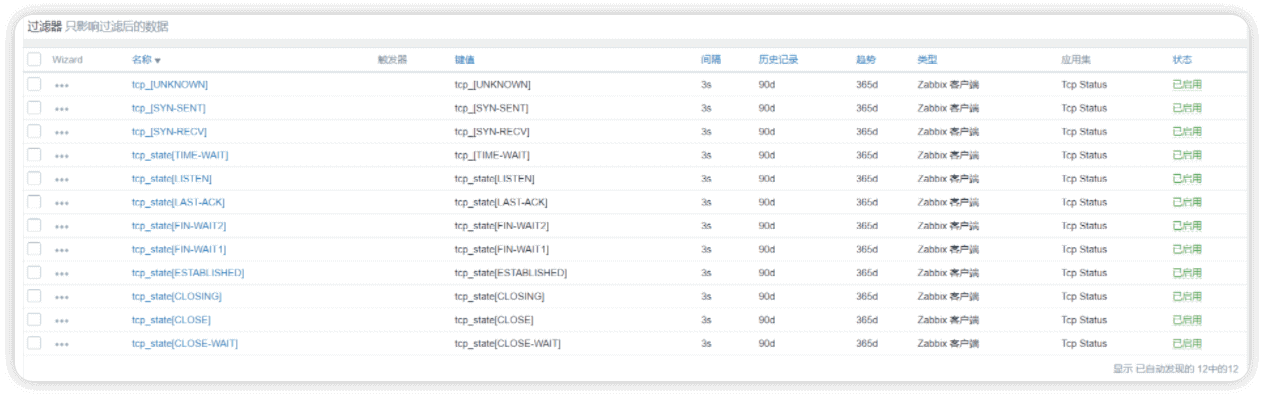 过滤器 只影响过滤后的数据
Wizard 名称 ▼ 触发器 键值 间隔 历史记录 趋势 类型 应用集 状态
••• tcp_[UNKNOWN] tcp_[UNKNOWN] 3s 90d 365d Zabbix 客户端 Tcp Status 已启用
••• tcp_[SYN-SENT] tcp_[SYN-SENT] 3s 90d 365d Zabbix 客户端 Tcp Status 已启用
••• tcp_[SYN-RECV] tcp_[SYN-RECV] 3s 90d 365d Zabbix 客户端 Tcp Status 已启用
••• tcp_state[TIME-WAIT] tcp_[TIME-WAIT] 3s 90d 365d Zabbix 客户端 Tcp Status 已启用
••• tcp_state[LISTEN] tcp_state[LISTEN] 3s 90d 365d Zabbix 客户端 Tcp Status 已启用
••• tcp_state[LAST-ACK] tcp_state[LAST-ACK] 3s 90d 365d Zabbix 客户端 Tcp Status 已启用
••• tcp_state[FIN-WAIT2] tcp_state[FIN-WAIT2] 3s 90d 365d Zabbix 客户端 Tcp Status 已启用
••• tcp_state[FIN-WAIT1] tcp_state[FIN-WAIT1] 3s 90d 365d Zabbix 客户端 Tcp Status 已启用
••• tcp_state[ESTABLISHED] tcp_state[ESTABLISHED] 3s 90d 365d Zabbix 客户端 Tcp Status 已启用
••• tcp_state[CLOSING] tcp_state[CLOSING] 3s 90d 365d Zabbix 客户端 Tcp Status 已启用
••• tcp_state[CLOSE] tcp_state[CLOSE] 3s 90d 365d Zabbix 客户端 Tcp Status 已启用
••• tcp_state[CLOSE-WAIT] tcp_state[CLOSE-WAIT] 3s 90d 365d Zabbix 客户端 Tcp Status 已启用
显示 已自动发现的 12中的12